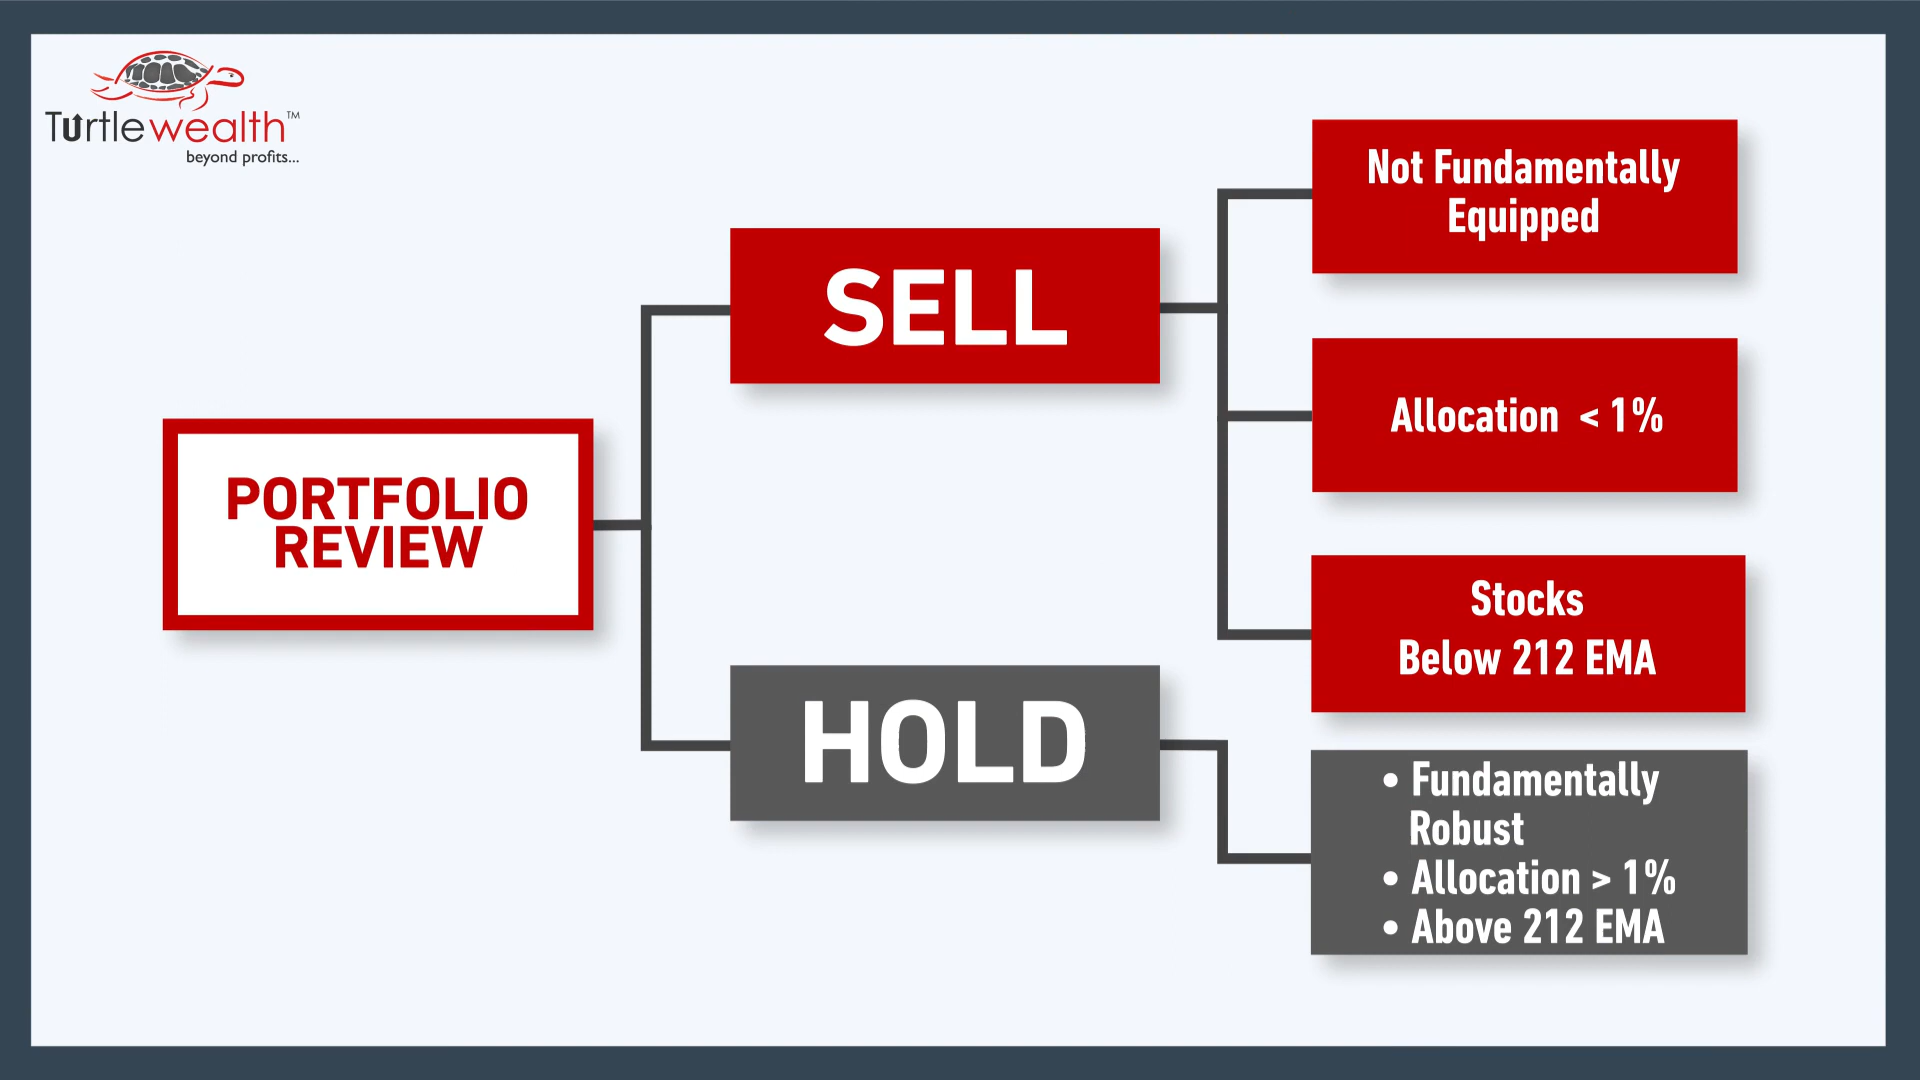 Turtlewealth™
beyond profits...
PORTFOLIO
REVIEW
SELL
HOLD
Not Fundamentally
Equipped
Allocation < 1%
Stocks
Below 212 EMA
• Fundamentally
Robust
• Allocation > 1%
• Above 212 EMA